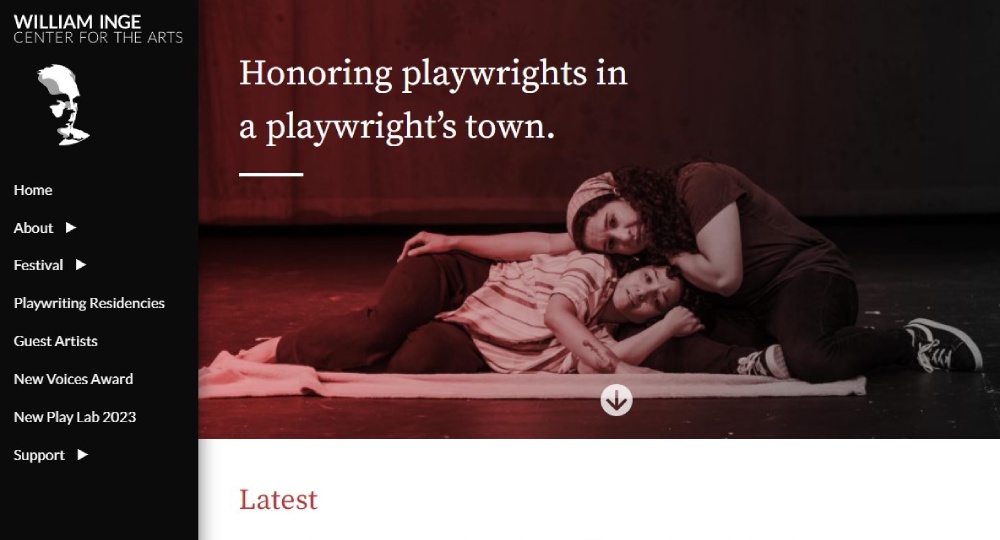 WILLIAM INGE
CENTER FOR THE ARTS
Home
About
Festival
Playwriting Residencies
Guest Artists
New Voices Award
New Play Lab 2023
Support
Honoring playwrights in
a playwright’s town.
Latest